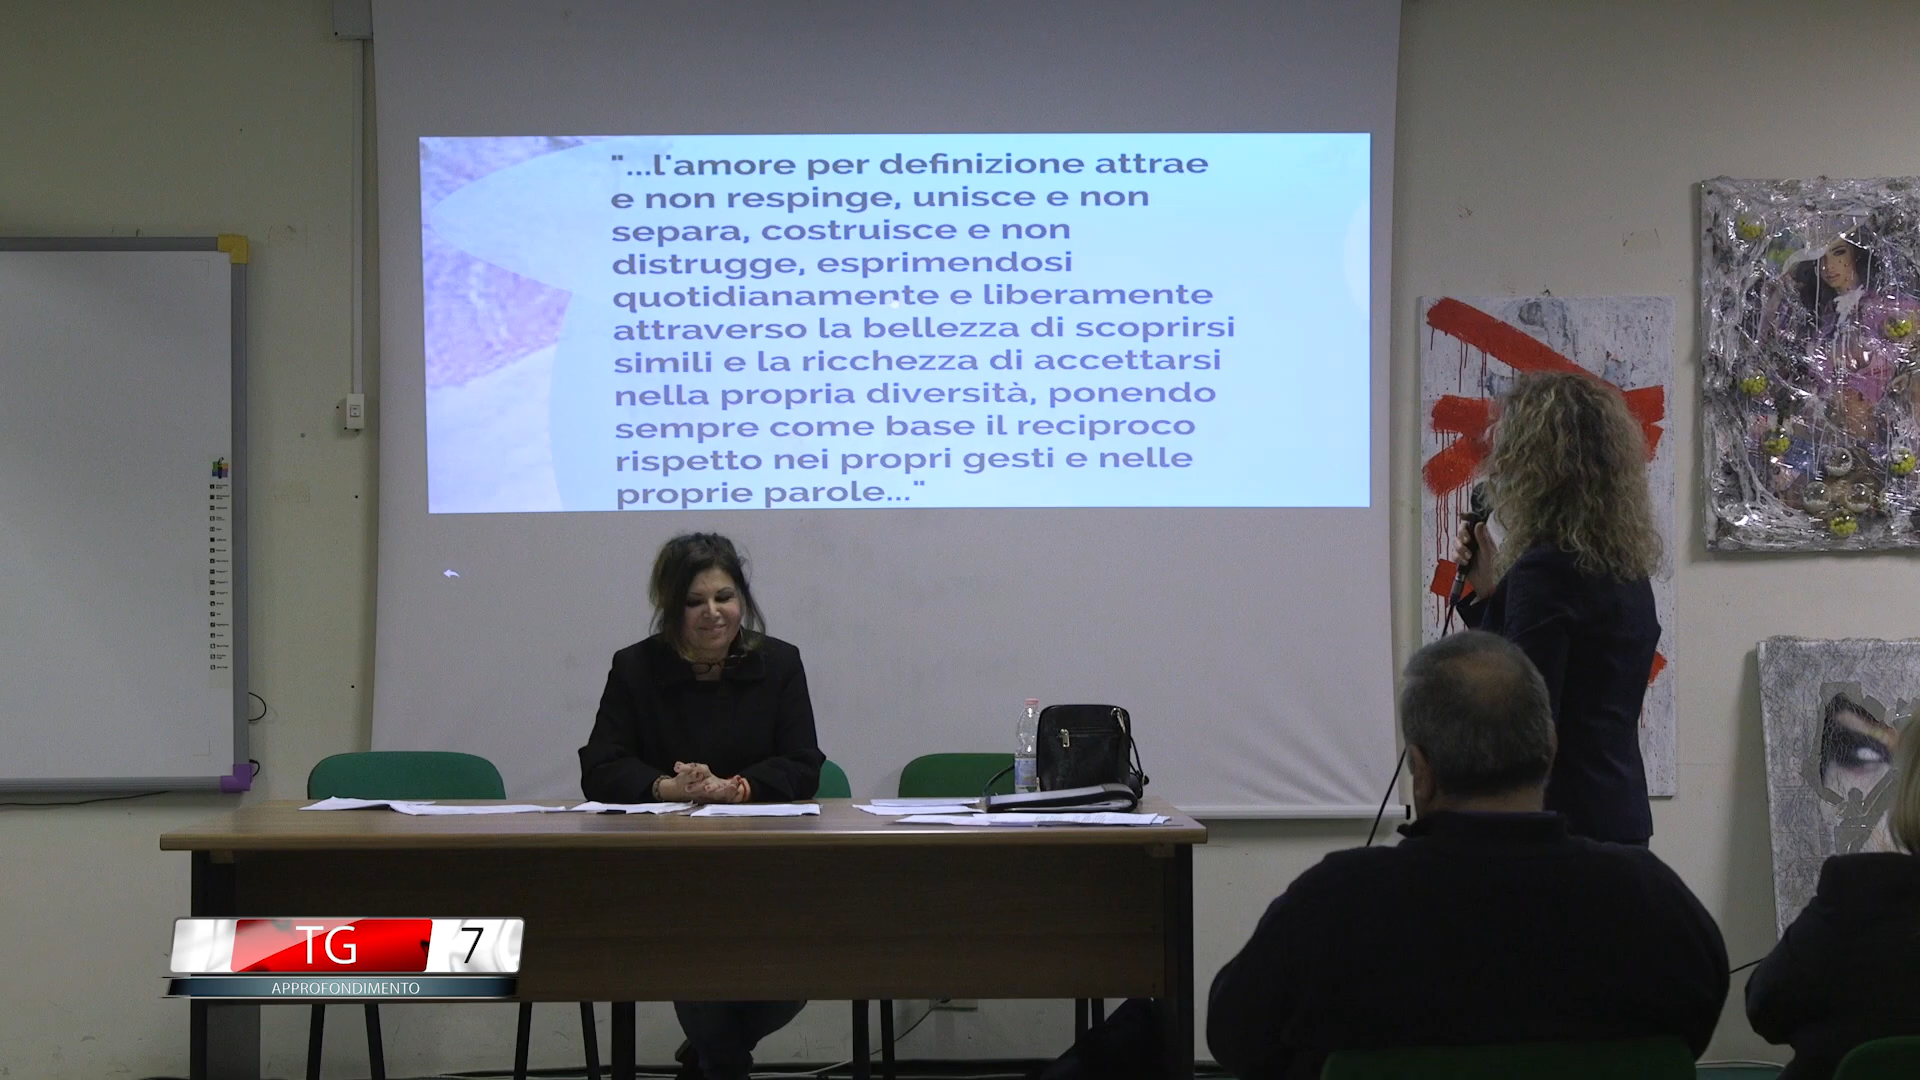 "...l'amore per definizione attrae
e non respinge, unisce e non
separa, costruisce e non
distrugge, esprimendosi
quotidianamente e liberamente
attraverso la bellezza di scoprirsi
simili e la ricchezza di accettarsi
nella propria diversità, ponendo
sempre come base il reciproco
rispetto nei propri gesti e nelle
proprie parole..."
TG 7
APPROFONDIMENTO